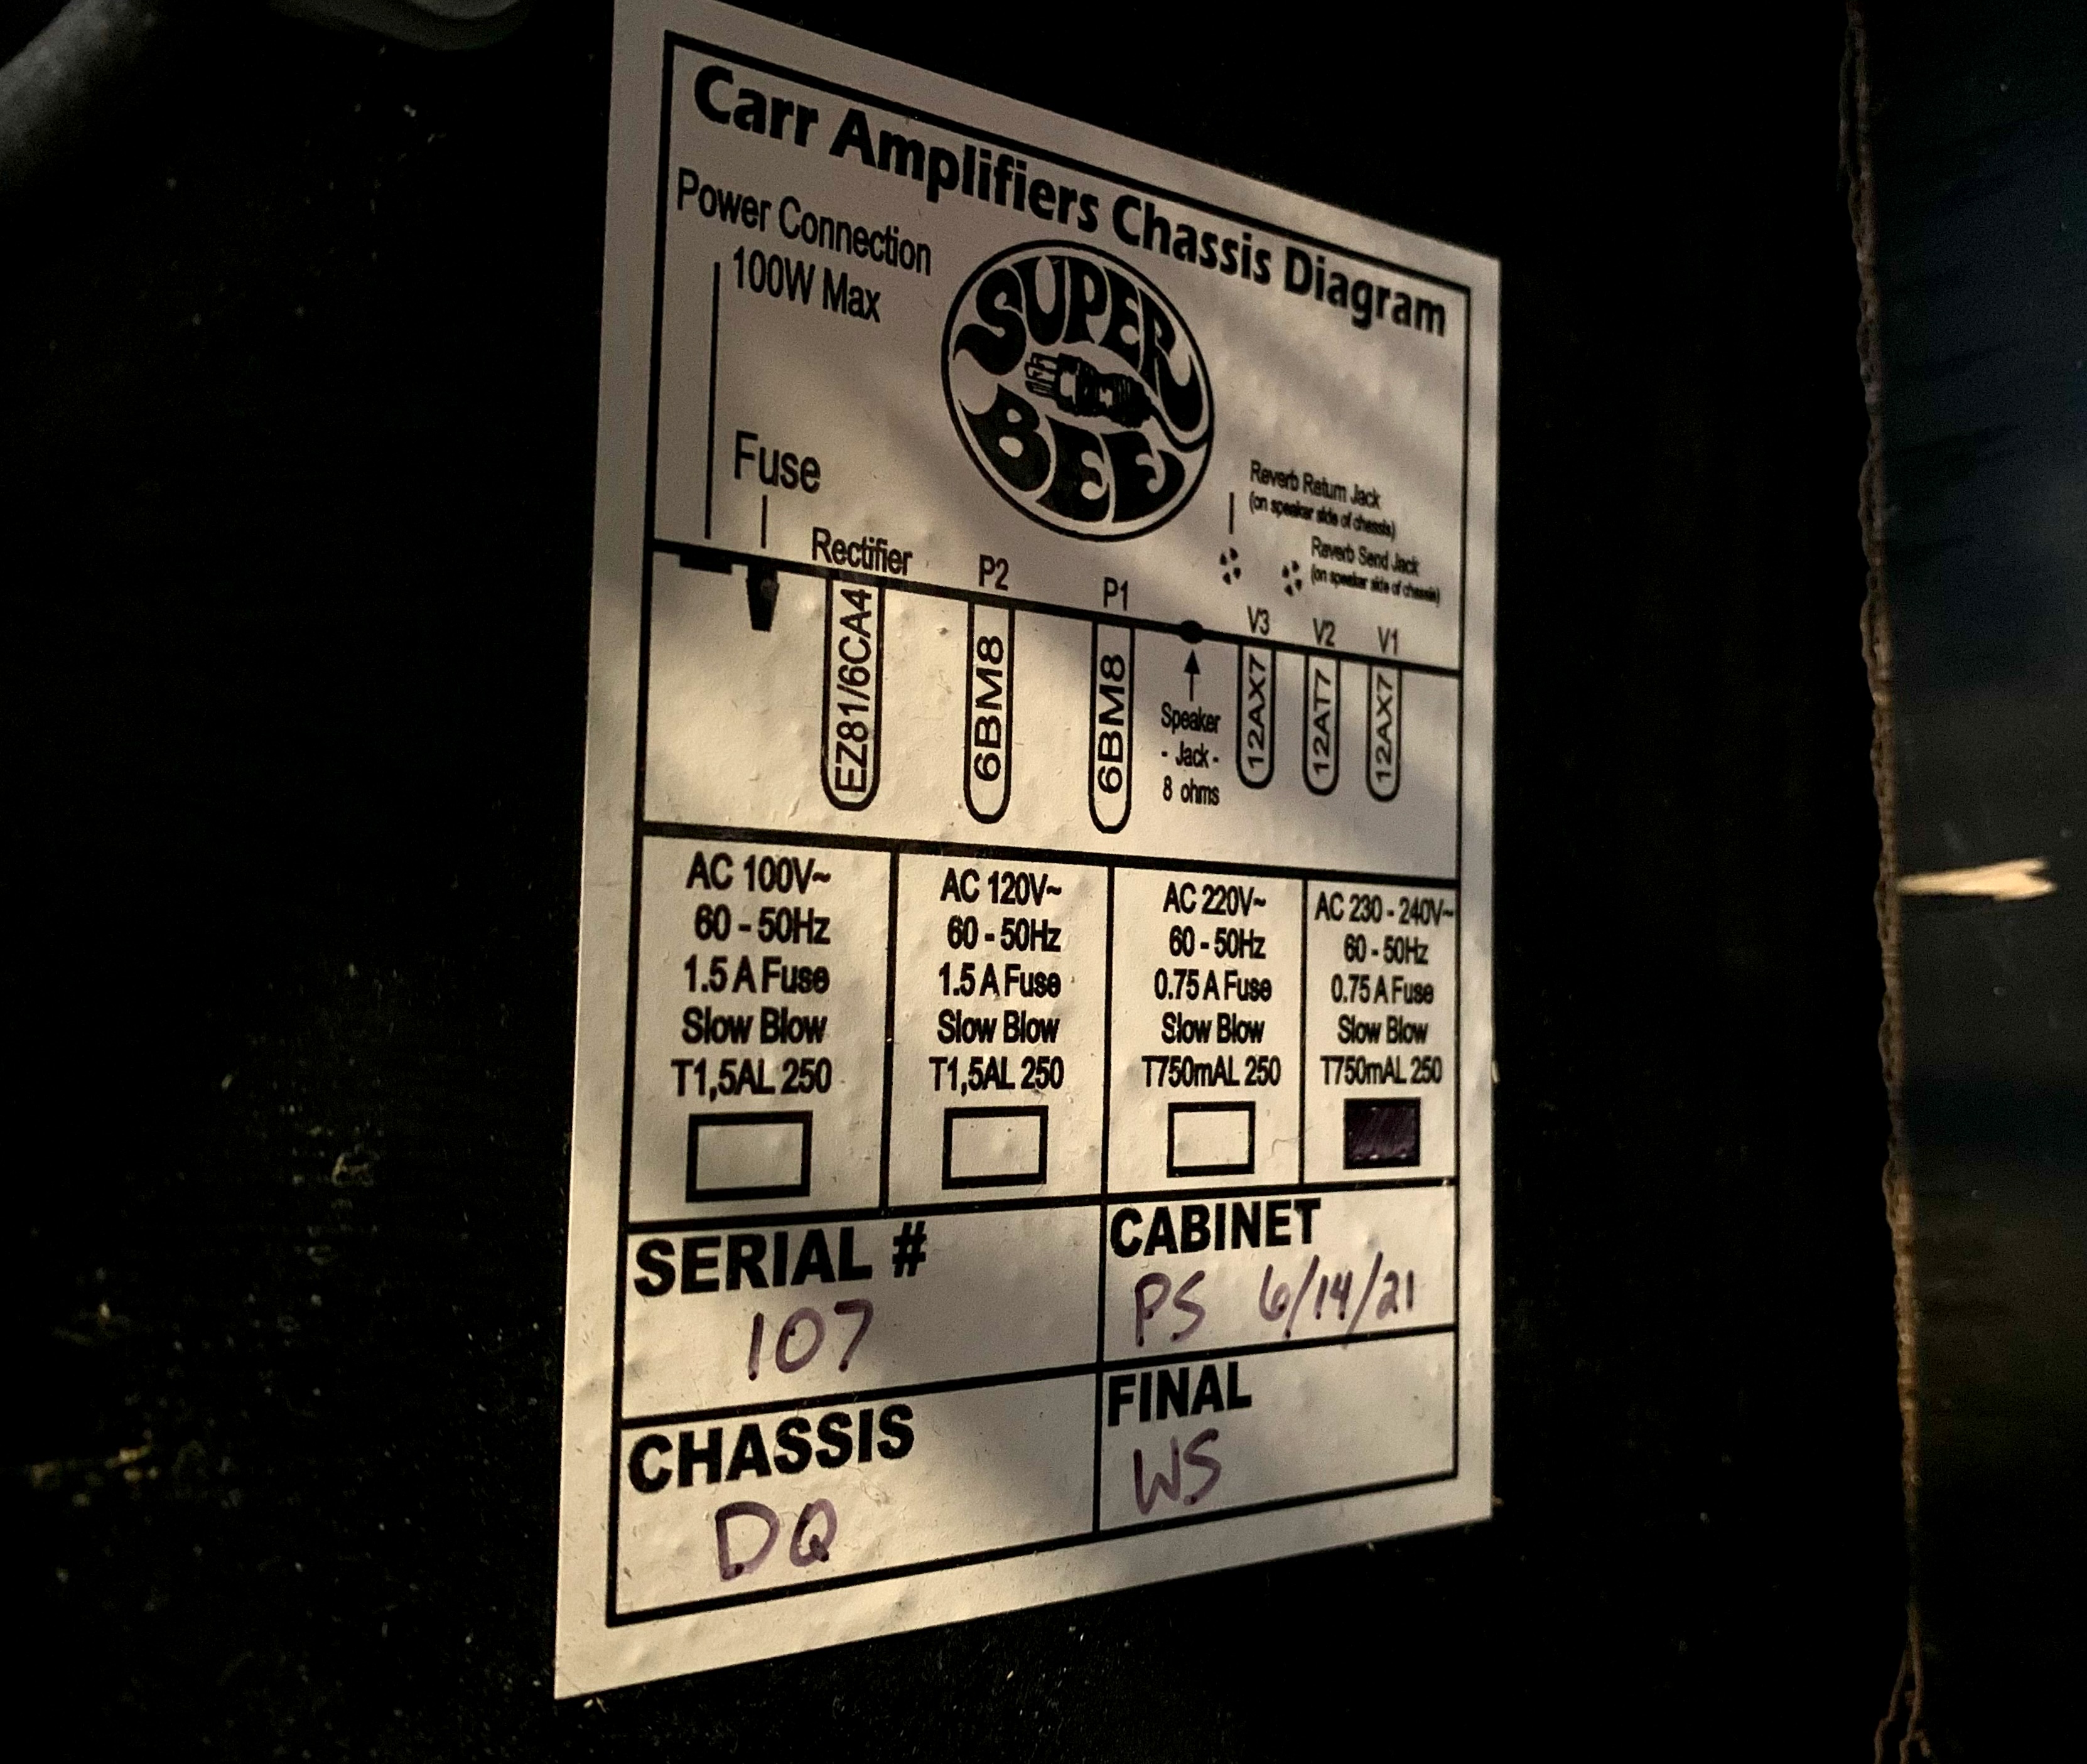 Carr Amplifiers Chassis Diagram
Power Connection
100W Max
SUPER
BEE
Fuse
Reverb Return Jack
(on speaker side of chassis)
Reverb Send Jack
(on speaker side of chassis)
Rectifier
P2
P1
V3
V2
V1
EZ81/6CA4
6BM8
6BM8
Speaker
- Jack -
8 ohms
12AX7
12AT7
12AX7
AC 100V~
60 - 50Hz
1.5 A Fuse
Slow Blow
T1,5AL 250
AC 120V~
60 - 50Hz
1.5 A Fuse
Slow Blow
T1,5AL 250
AC 220V~
60 - 50Hz
0.75 A Fuse
Slow Blow
T750mAL 250
AC 230 - 240V~
60 - 50Hz
0.75 A Fuse
Slow Blow
T750mAL 250
SERIAL #
107
CABINET
PS 6/14/21
CHASSIS
DQ
FINAL
WS